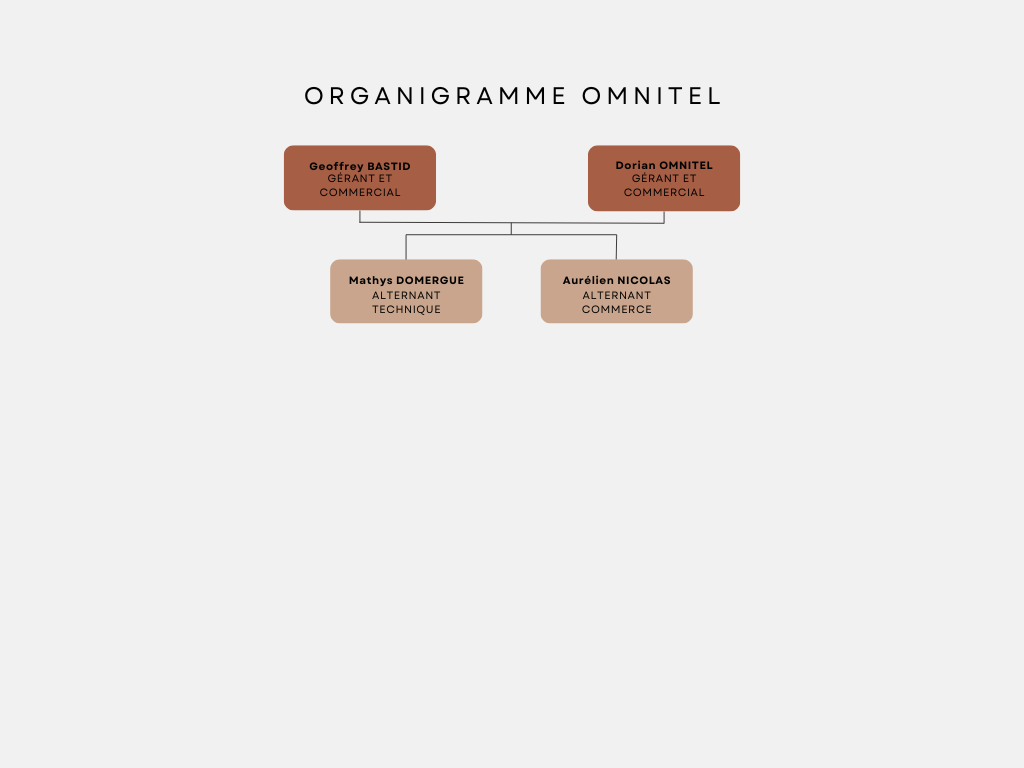 ORGANIGRAMME OMNITEL
Geoffrey BASTID
GÉRANT ET
COMMERCIAL
Dorian OMNITEL
GÉRANT ET
COMMERCIAL
Mathys DOMERGUE
ALTERNANT
TECHNIQUE
Aurélien NICOLAS
ALTERNANT
COMMERCE